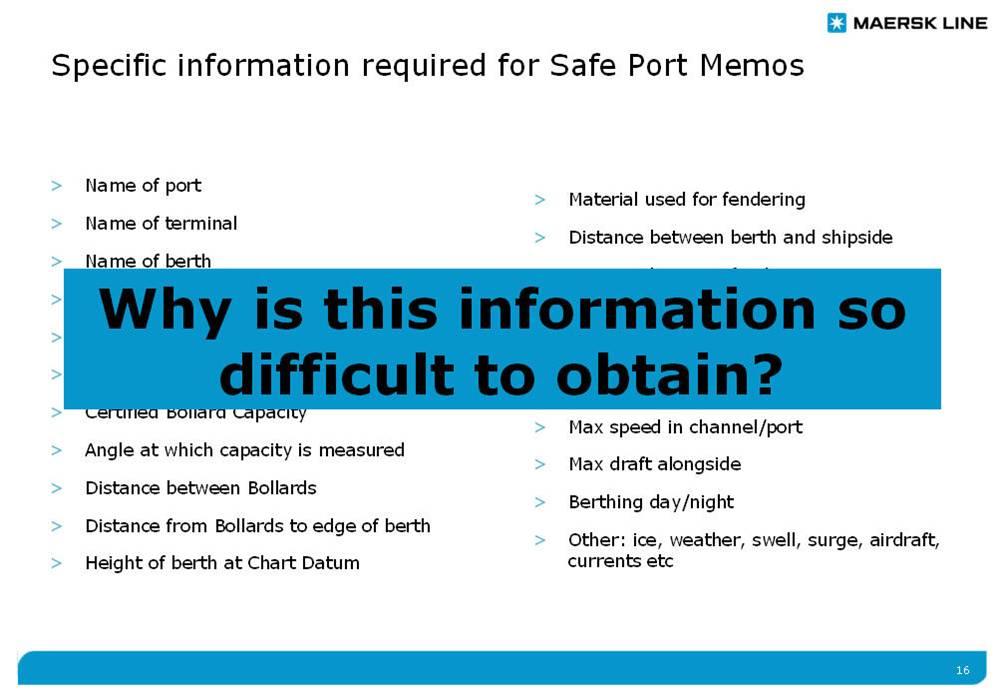 MAERSK LINE
Specific information required for Safe Port Memos
> Name of port
> Name of terminal
> Name of berth
>
>
>
> Certified Bollard Capacity
> Angle at which capacity is measured
> Distance between Bollards
> Distance from Bollards to edge of berth
> Height of berth at Chart Datum
> Material used for fendering
> Distance between berth and shipside
Why is this information so
difficult to obtain?
> Max speed in channel/port
> Max draft alongside
> Berthing day/night
> Other: ice, weather, swell, surge, airdraft,
currents etc
16